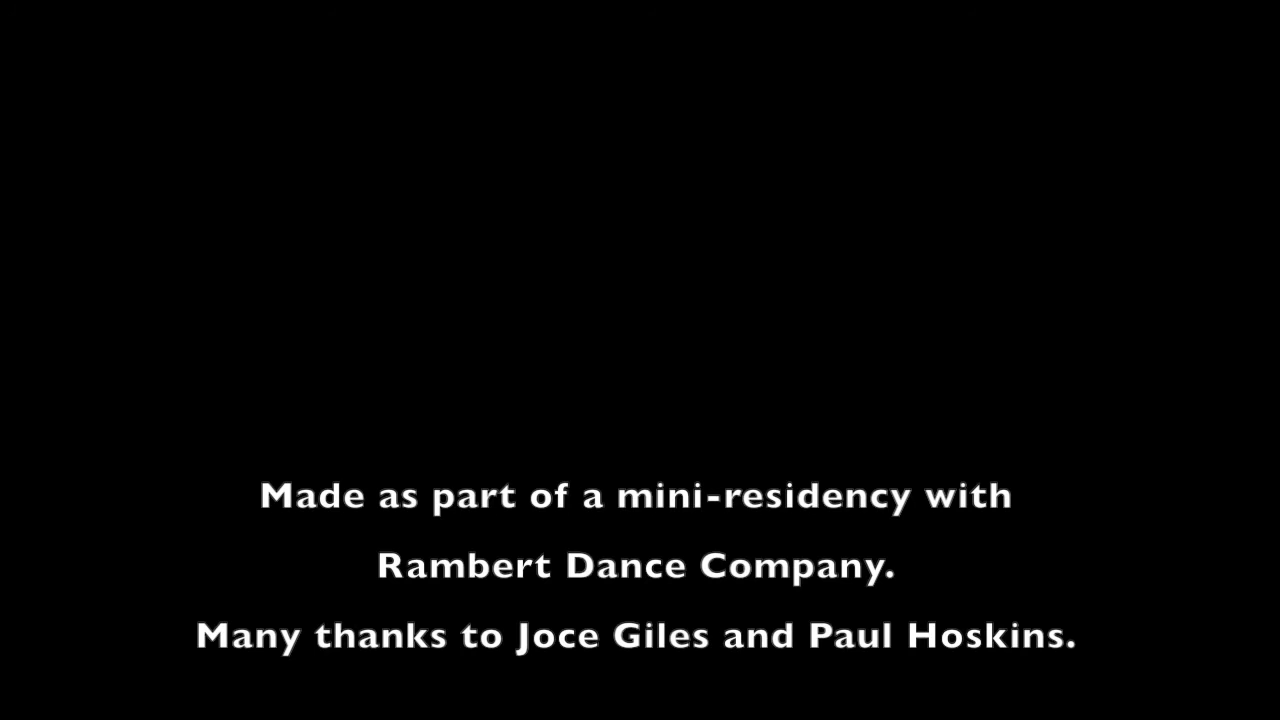 Made as part of a mini-residency with
Rambert Dance Company.
Many thanks to Joce Giles and Paul Hoskins.